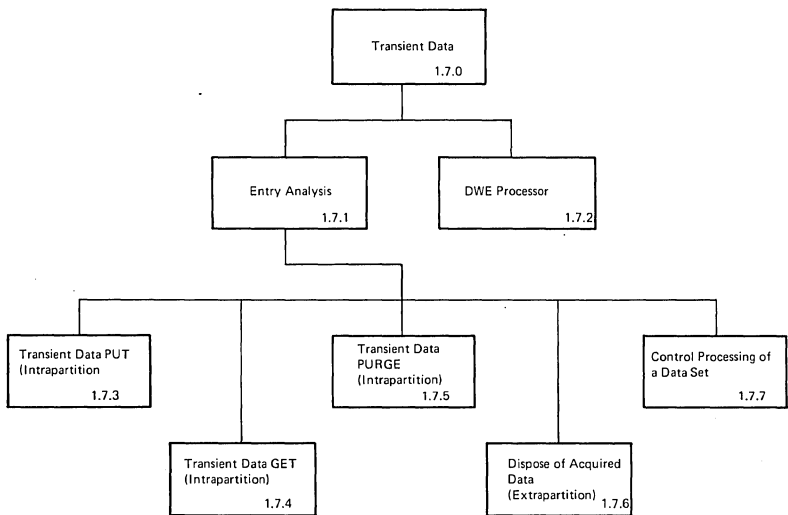 Transient Data
1.7.0
Entry Analysis
1.7.1
DWE Processor
1.7.2
Transient Data PUT
(Intrapartition
1.7.3
Transient Data GET
(Intrapartition)
1.7.4
Transient Data
PURGE
(Intrapartition)
1.7.5
Dispose of Acquired
Data
(Extrapartition)
1.7.6
Control Processing of
a Data Set
1.7.7